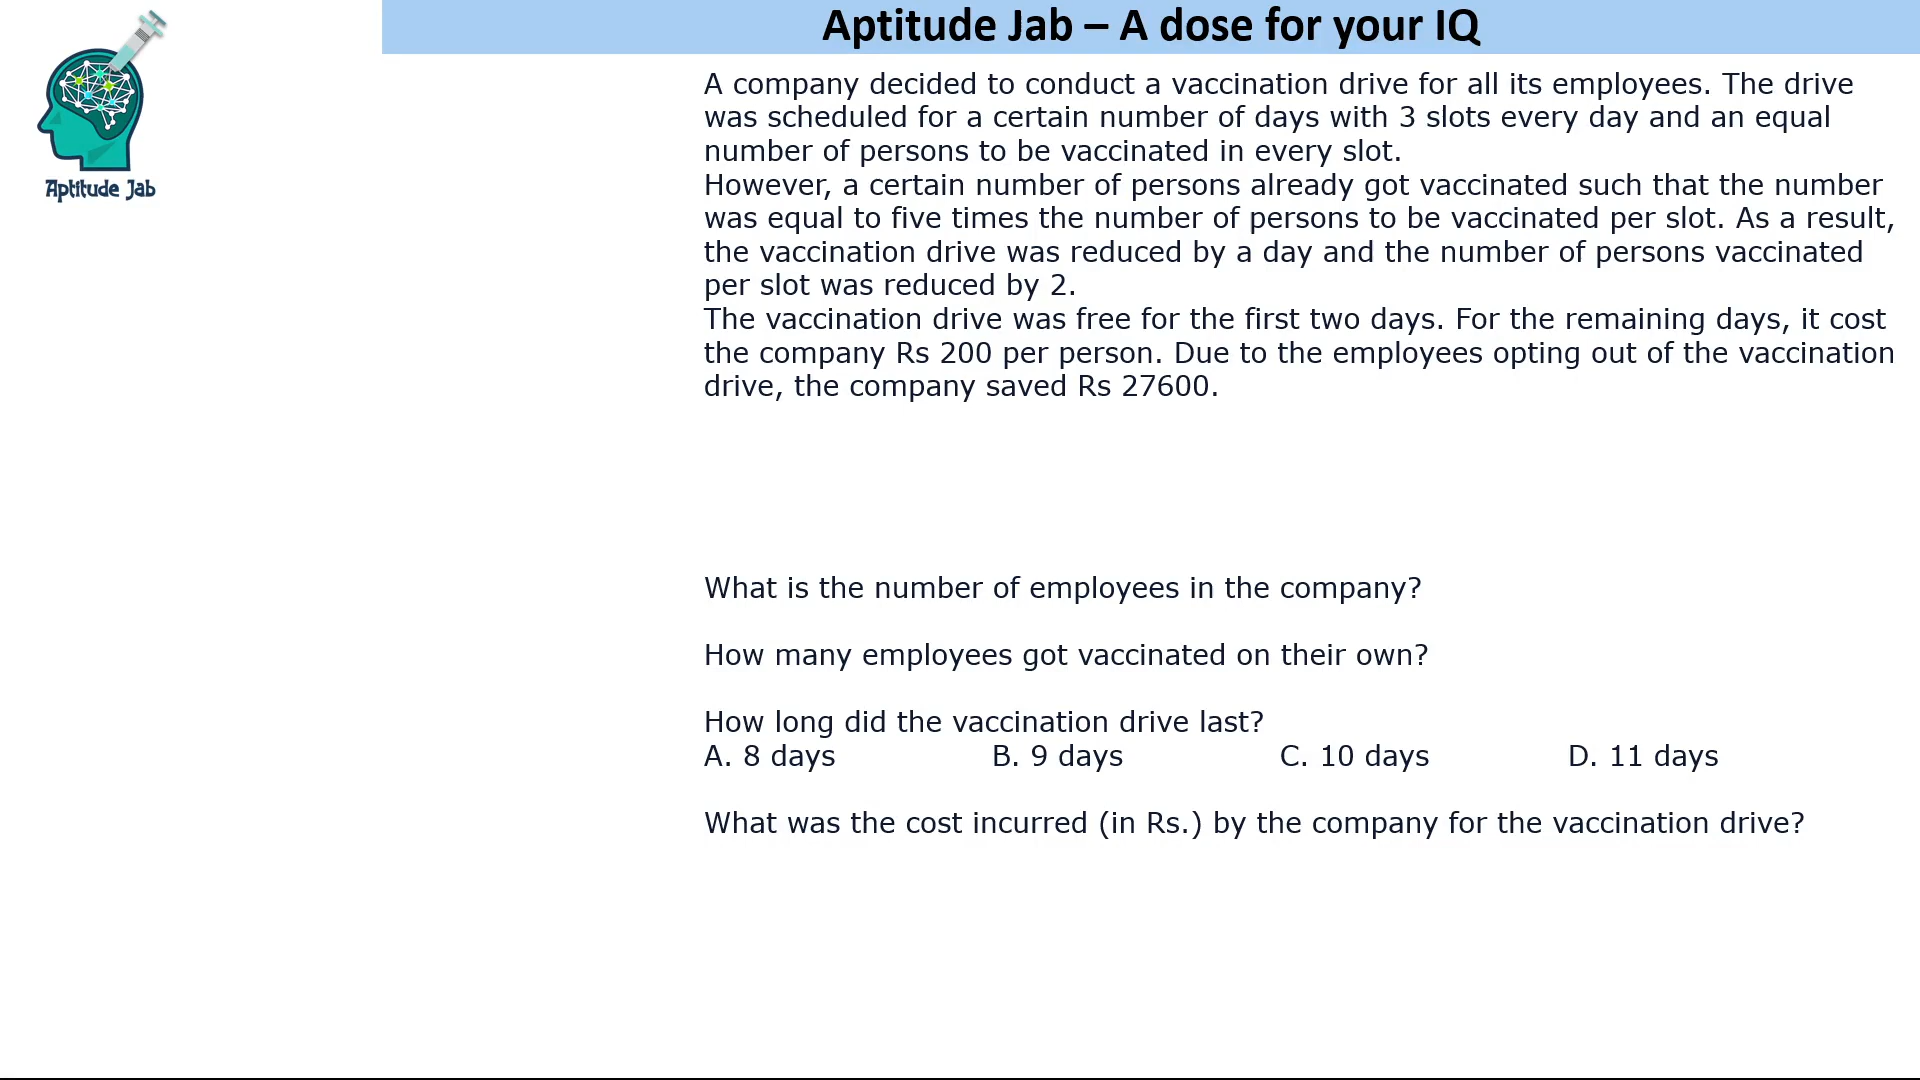 Aptitude Jab – A dose for your IQ
Aptitude Jab
A company decided to conduct a vaccination drive for all its employees. The drive
was scheduled for a certain number of days with 3 slots every day and an equal
number of persons to be vaccinated in every slot.
However, a certain number of persons already got vaccinated such that the number
was equal to five times the number of persons to be vaccinated per slot. As a result,
the vaccination drive was reduced by a day and the number of persons vaccinated
per slot was reduced by 2.
The vaccination drive was free for the first two days. For the remaining days, it cost
the company Rs 200 per person. Due to the employees opting out of the vaccination
drive, the company saved Rs 27600.
What is the number of employees in the company?
How many employees got vaccinated on their own?
How long did the vaccination drive last?
A. 8 days B. 9 days C. 10 days D. 11 days
What was the cost incurred (in Rs.) by the company for the vaccination drive?